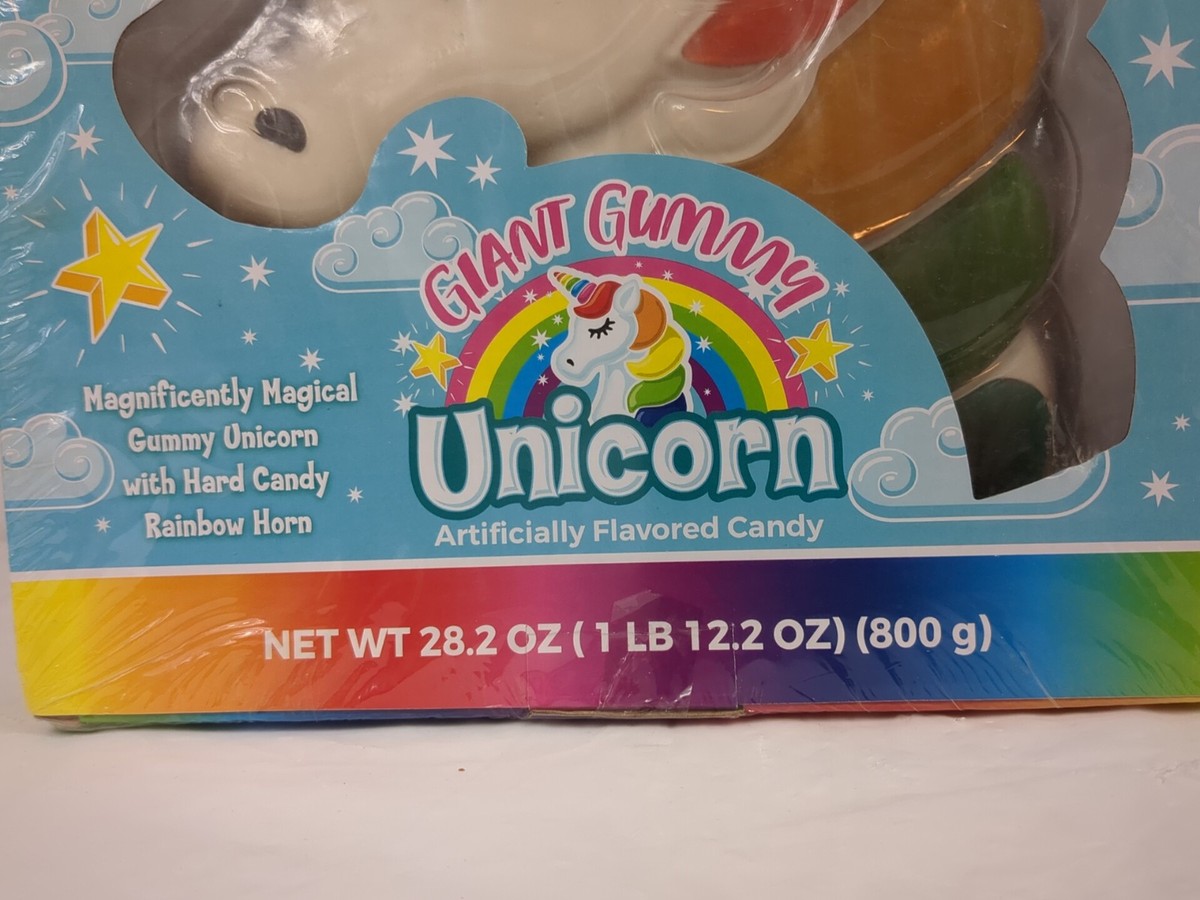 GIANT GUMMY
Unicorn
Artificially Flavored Candy
Magnificently Magical
Gummy Unicorn
with Hard Candy
Rainbow Horn
NET WT 28.2 OZ ( 1 LB 12.2 OZ) (800 g)